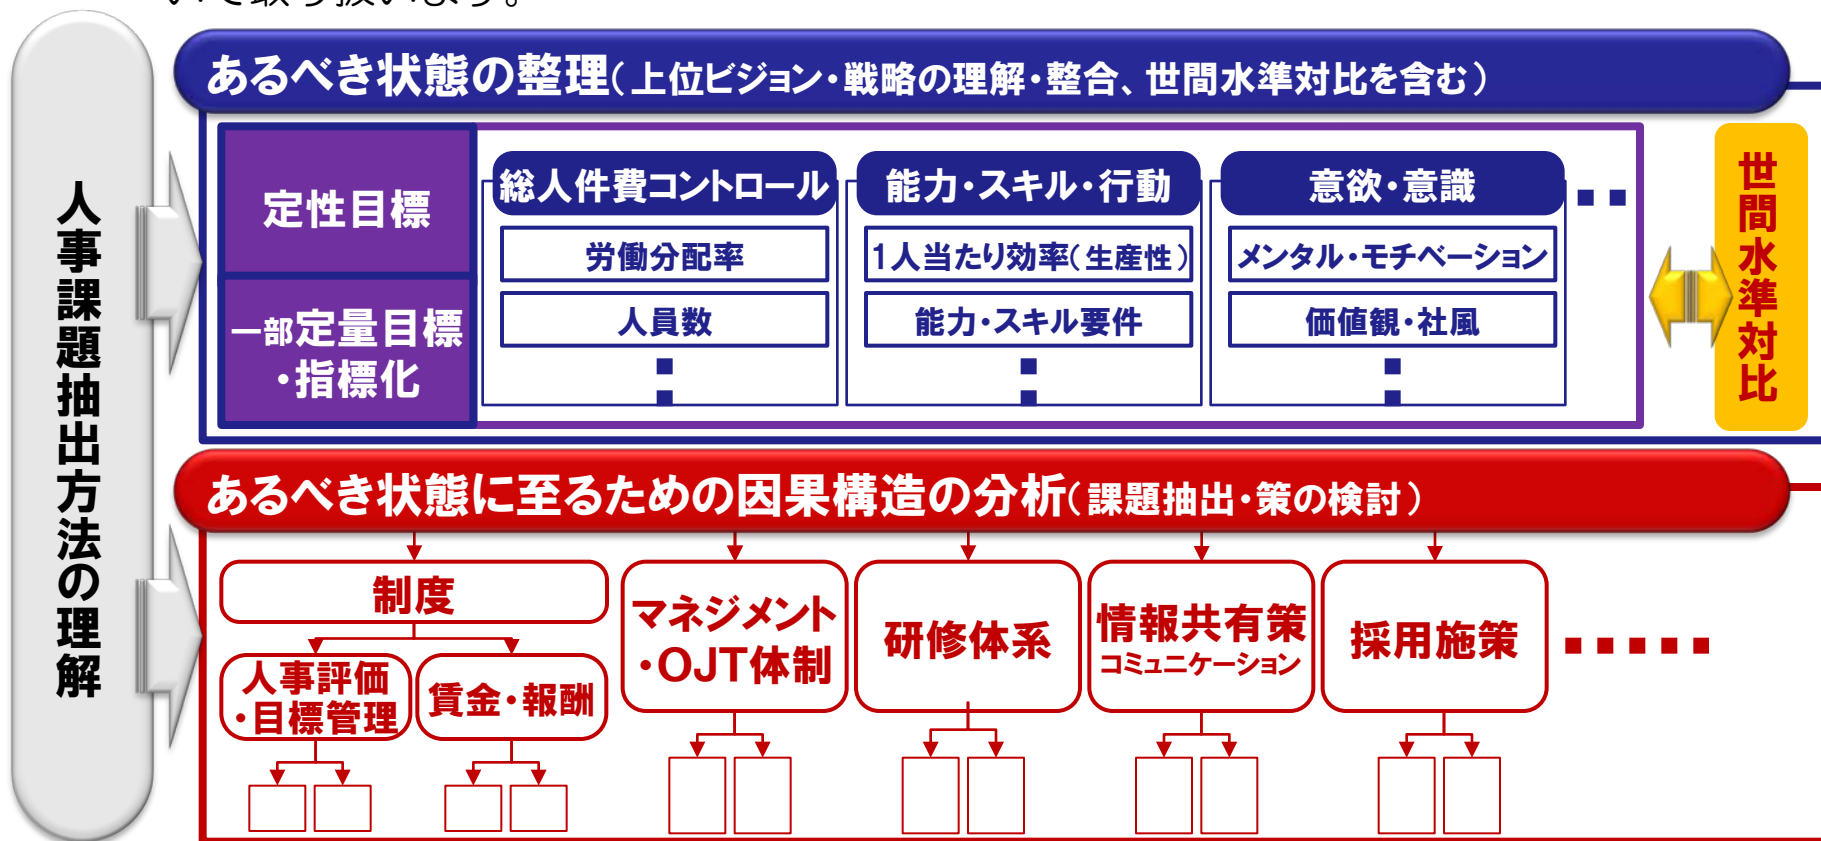 いて取り扱います。
人事課題抽出方法の理解
あるべき状態の整理(上位ビジョン・戦略の理解・整合、世間水準対比を含む)
定性目標
一部定量目標
・指標化
総人件費コントロール
労働分配率
人員数
能力・スキル・行動
1人当たり効率(生産性)
能力・スキル要件
意欲・意識
メンタル・モチベーション
価値観・社風
世間水準対比
あるべき状態に至るための因果構造の分析(課題抽出・策の検討)
制度
人事評価
・目標管理
賃金・報酬
マネジメント
・OJT体制
研修体系
情報共有策
コミュニケーション
採用施策